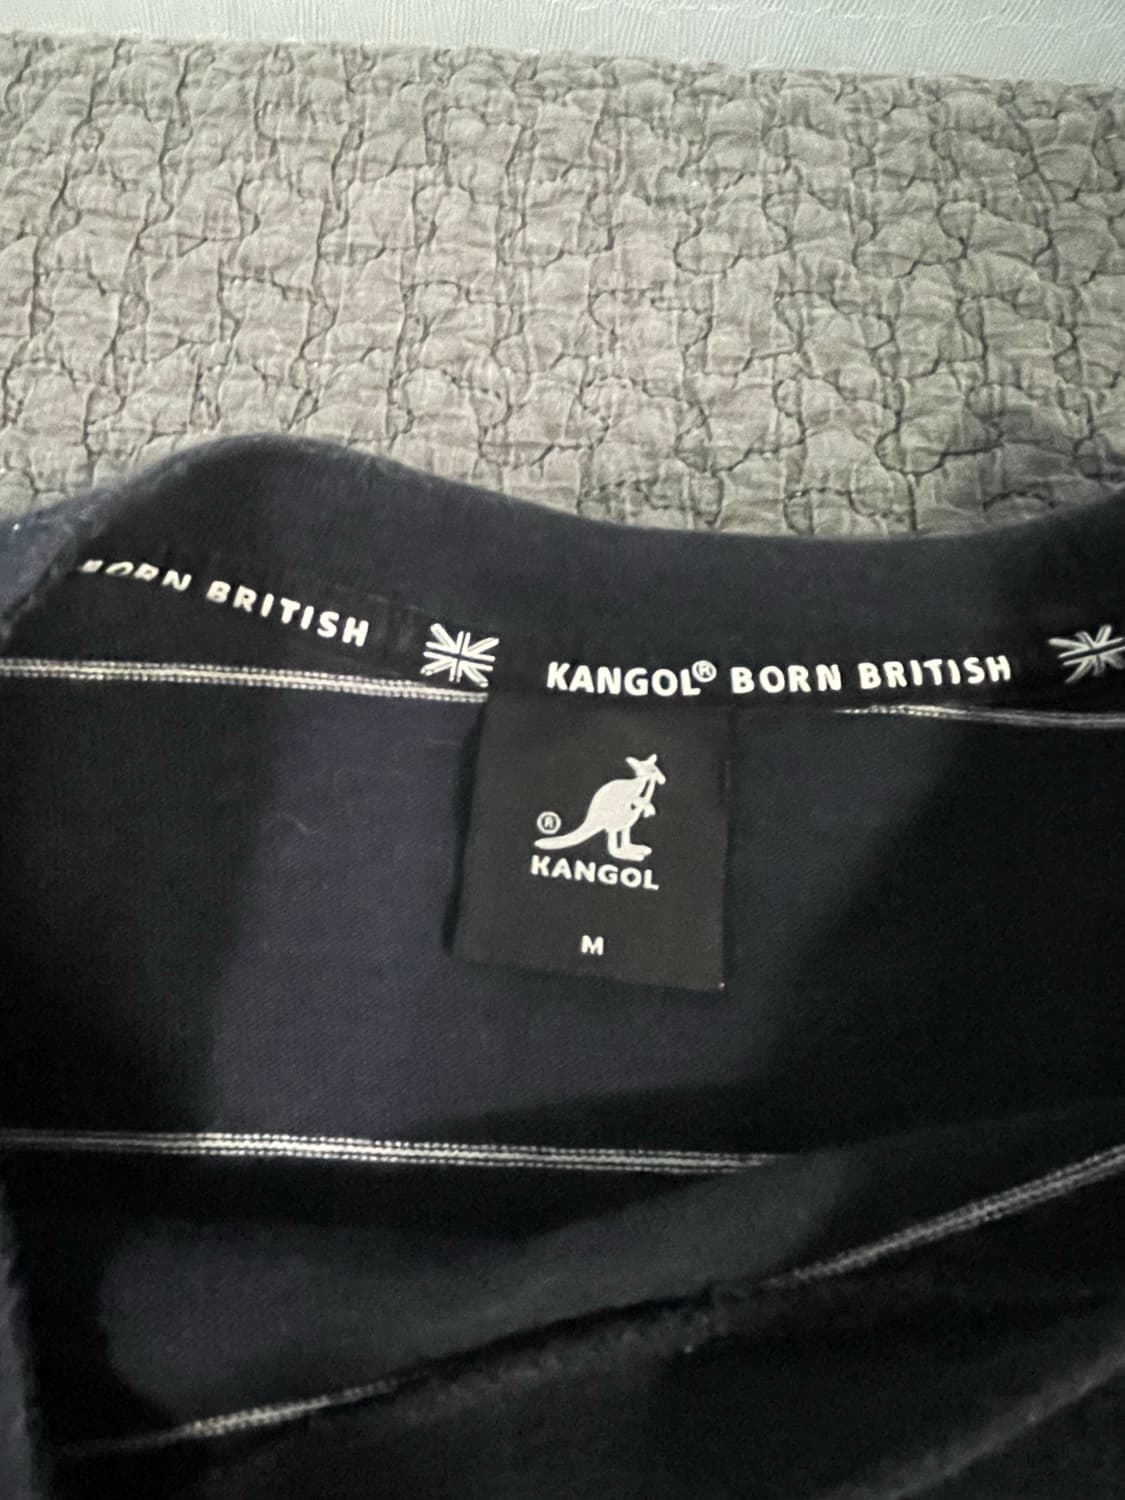 BORN BRITISH
KANGOL® BORN BRITISH
®
KANGOL
M